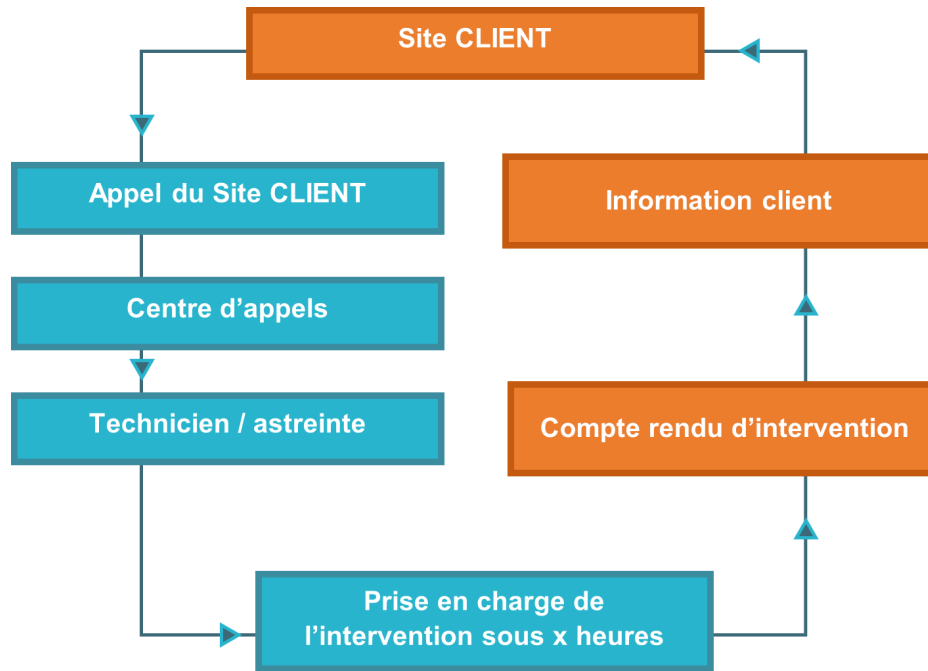 Site CLIENT
Appel du Site CLIENT
Centre d’appels
Technicien / astreinte
Prise en charge de
l’intervention sous x heures
Compte rendu d’intervention
Information client